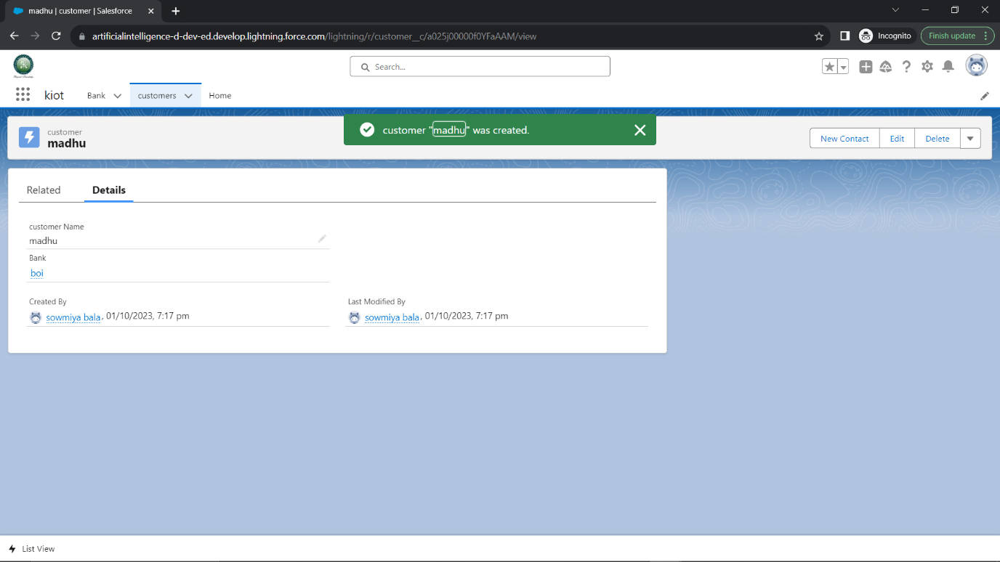 madhu | customer | Salesforce
artificialintelligence-d-dev-ed.develop.lightning.force.com/lightning/r/customer__c/a025j00000f0YFaAAM/view
Incognito
Finish update
Search...
kiot
Bank
customers
Home
customer
madhu
customer "madhu" was created.
New Contact
Edit
Delete
Related
Details
customer Name
madhu
Bank
boi
Created By
sowmiya bala, 01/10/2023, 7:17 pm
Last Modified By
sowmiya bala, 01/10/2023, 7:17 pm
List View